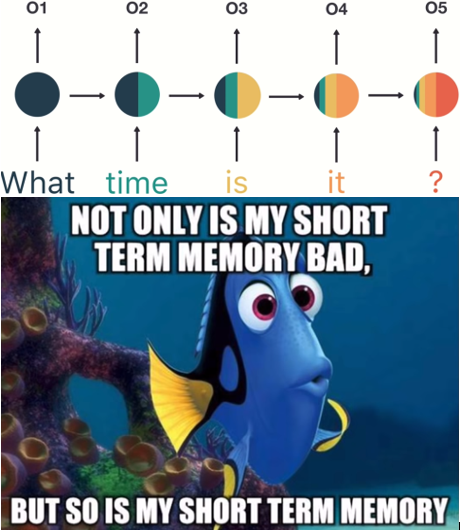 O1 O2 O3 O4 O5
What time is it ?
NOT ONLY IS MY SHORT
TERM MEMORY BAD,
BUT SO IS MY SHORT TERM MEMORY